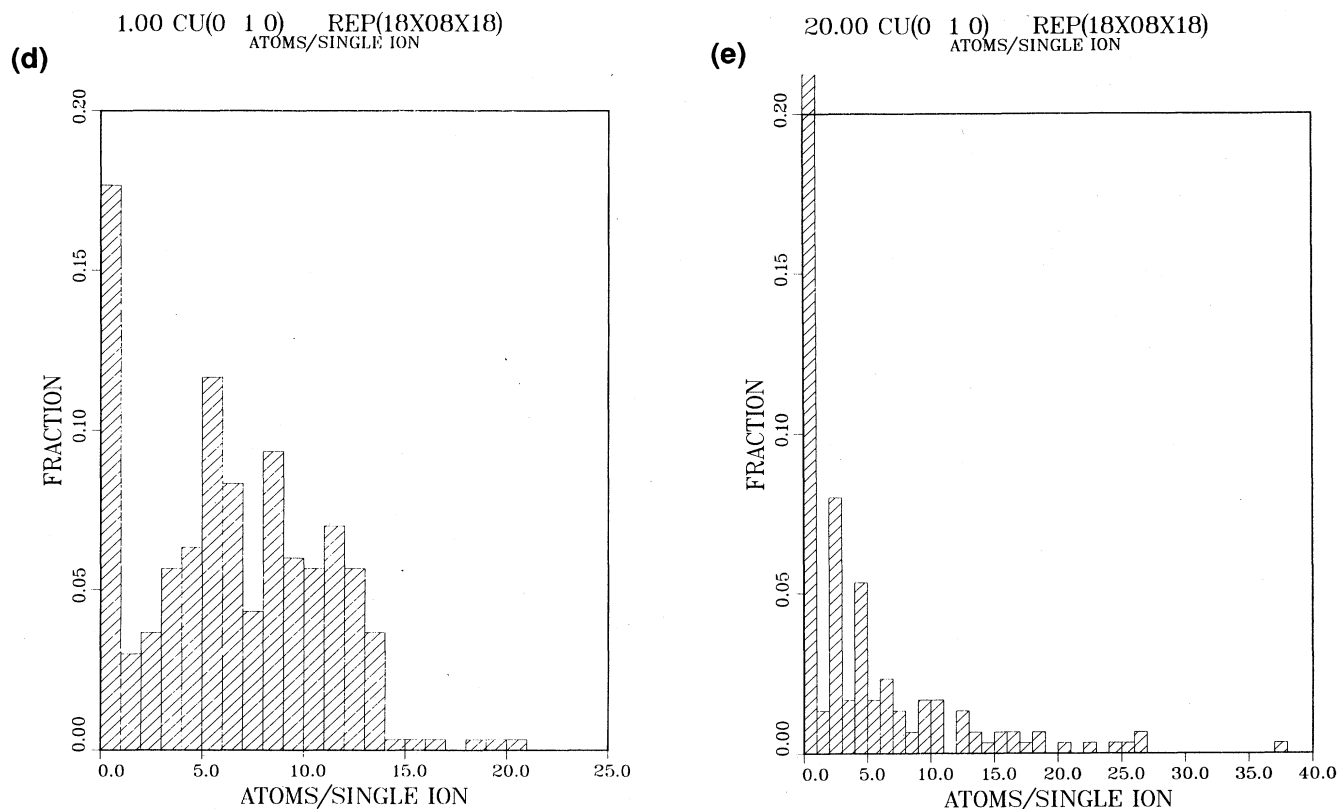 1.00 CU(0 1 0) REP(18X08X18)
ATOMS/SINGLE ION
(d)
0.20
0.15
0.10
0.05
0.00
FRACTION
0.0 5.0 10.0 15.0 20.0 25.0
ATOMS/SINGLE ION
20.00 CU(0 1 0) REP(18X08X18)
ATOMS/SINGLE ION
(e)
0.20
0.15
0.10
0.05
0.00
FRACTION
0.0 5.0 10.0 15.0 20.0 25.0 30.0 35.0 40.0
ATOMS/SINGLE ION